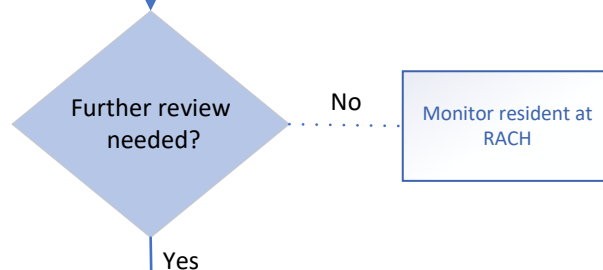 Further review
needed?
No
Monitor resident at
RACH
Yes